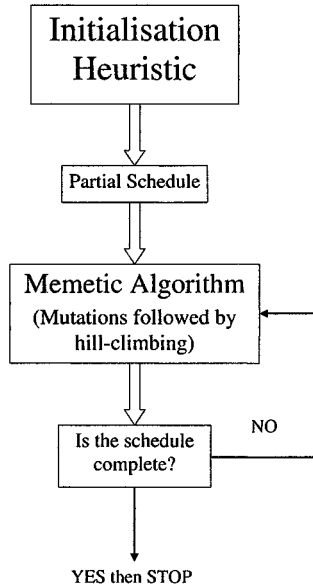 Initialisation
Heuristic
Partial Schedule
Memetic Algorithm
(Mutations followed by
hill-climbing)
Is the schedule
complete?
NO
YES then STOP